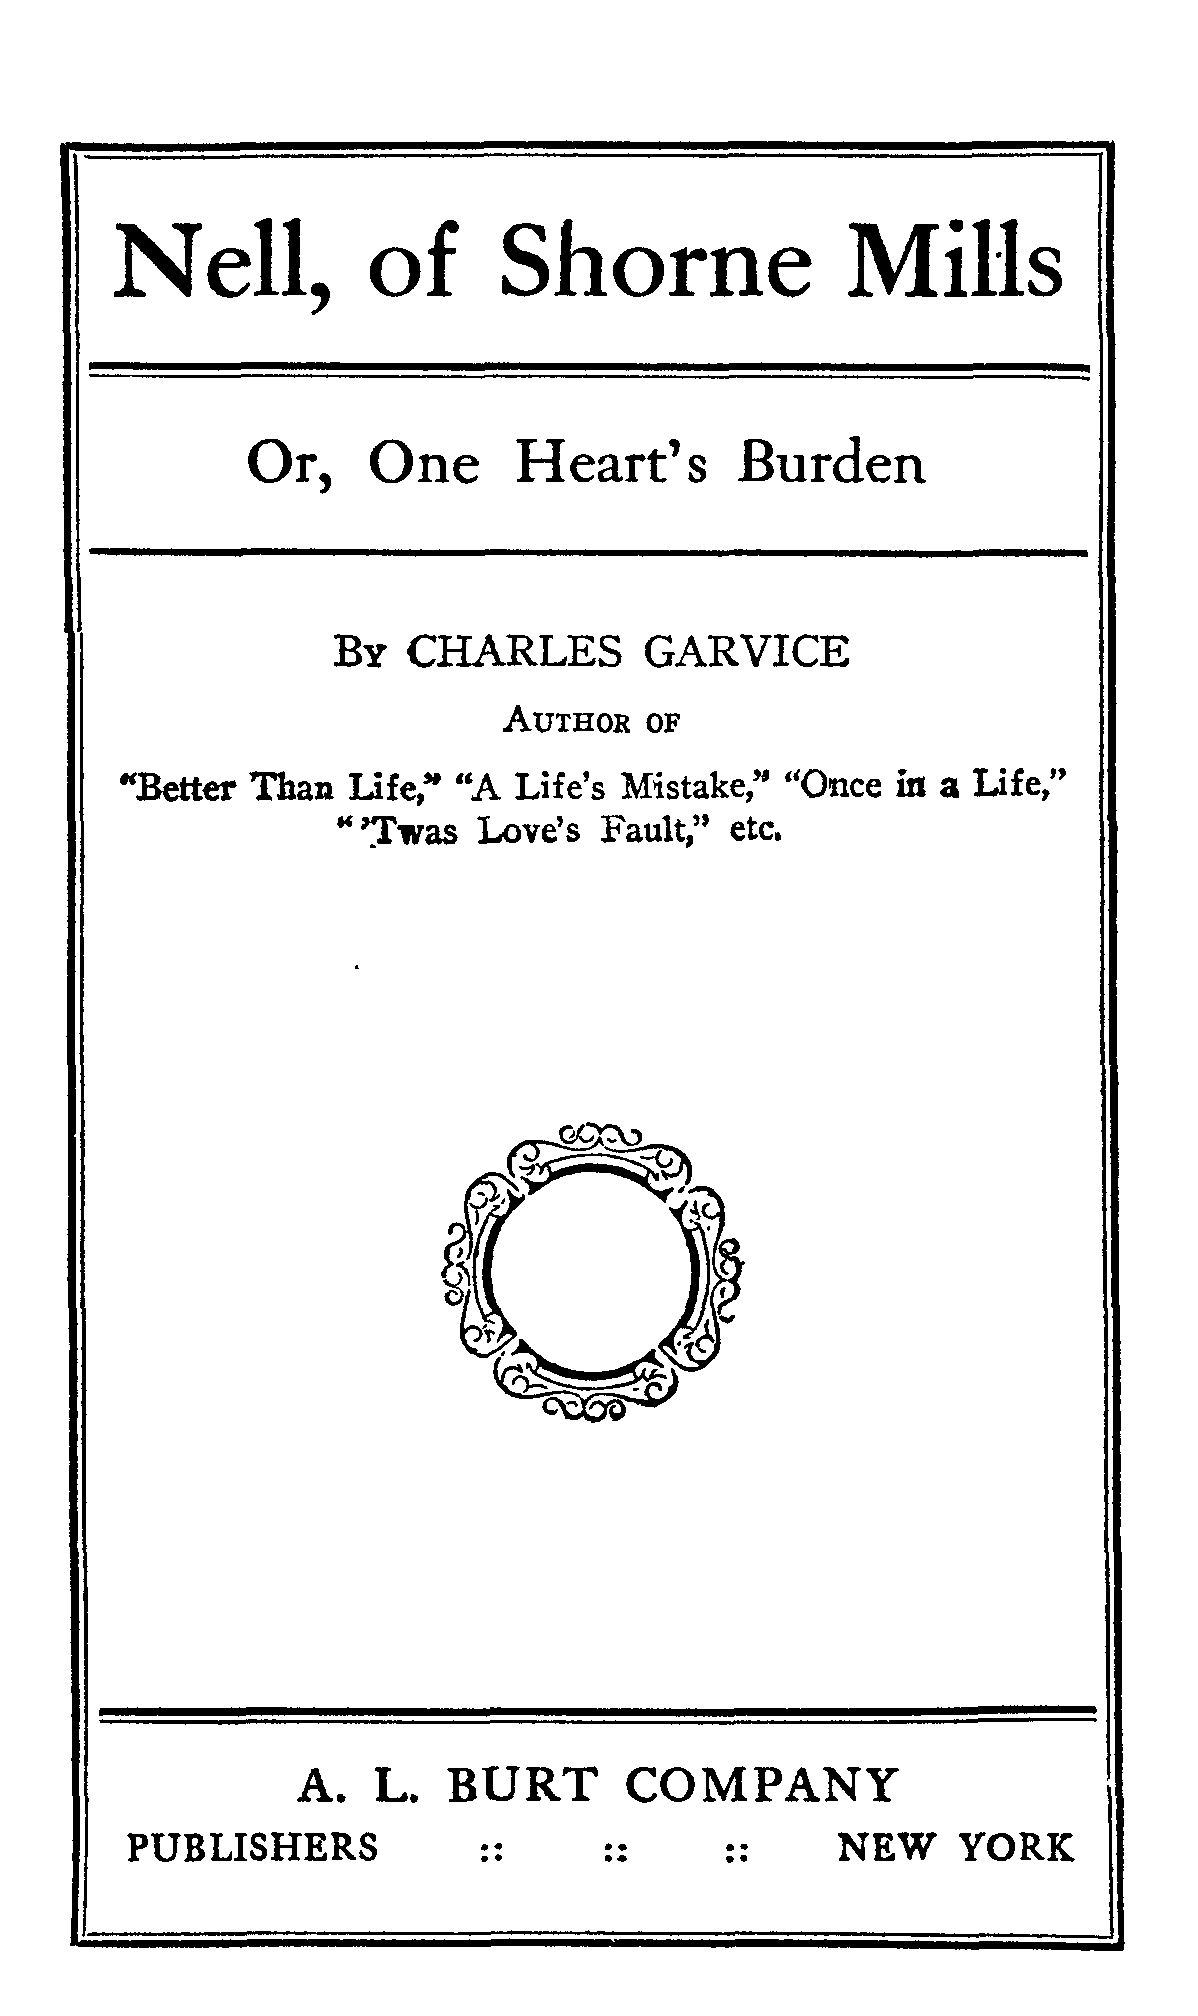 Nell, of Shorne Mills
Or, One Heart's Burden
By CHARLES GARVICE
AUTHOR OF
"Better Than Life," "A Life's Mistake," "Once in a Life,"
"'Twas Love's Fault," etc.
A. L. BURT COMPANY
PUBLISHERS :: :: :: NEW YORK